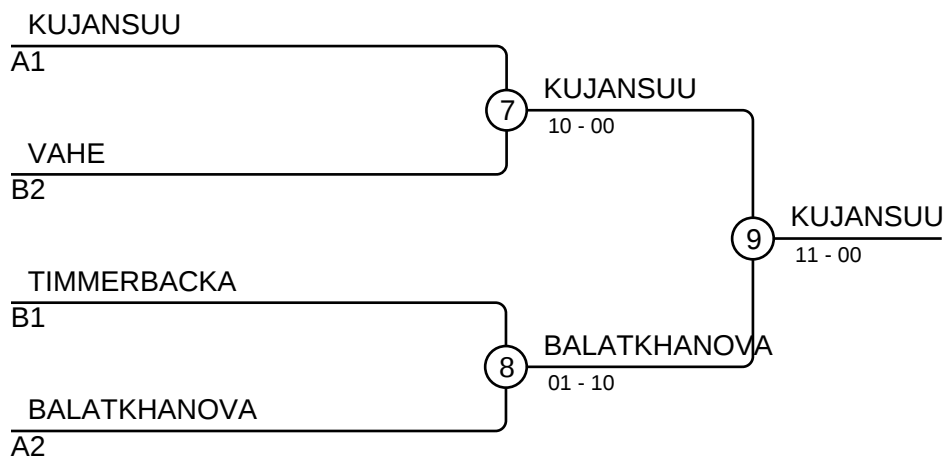 KUJANSUU
A1
KUJANSUU
7
10 - 00
VAHE
B2
KUJANSUU
9
11 - 00
TIMMERBACKA
B1
BALATKHANOVA
8
01 - 10
BALATKHANOVA
A2